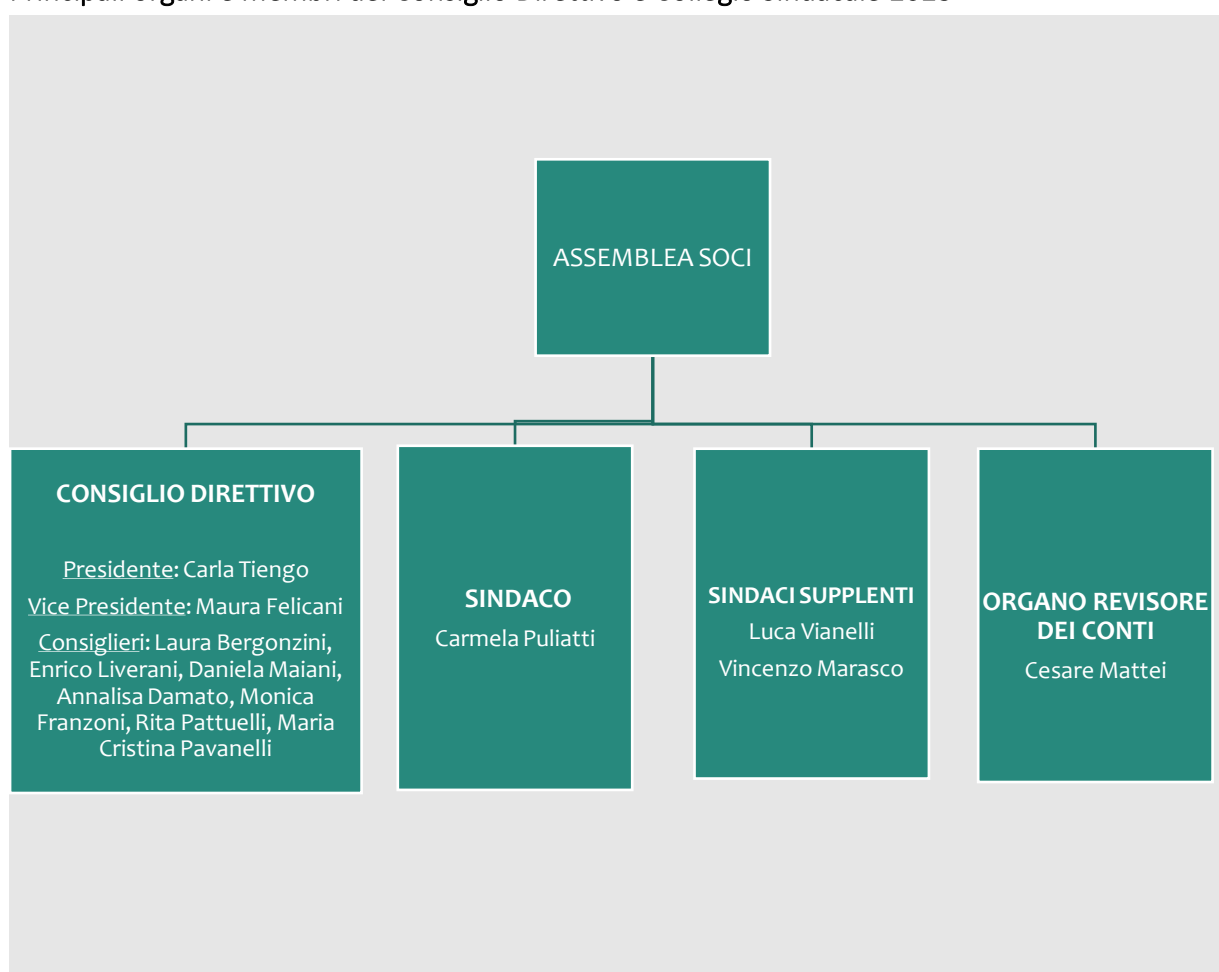 ASSEMBLEA SOCI
CONSIGLIO DIRETTIVO
Presidente: Carla Tiengo
Vice Presidente: Maura Felicani
Consiglieri: Laura Bergonzini,
Enrico Liverani, Daniela Maiani,
Annalisa Damato, Monica
Franzoni, Rita Pattuelli, Maria
Cristina Pavanelli
SINDACO
Carmela Puliatti
SINDACI SUPPLENTI
Luca Vianelli
Vincenzo Marasco
ORGANO REVISORE
DEI CONTI
Cesare Mattei